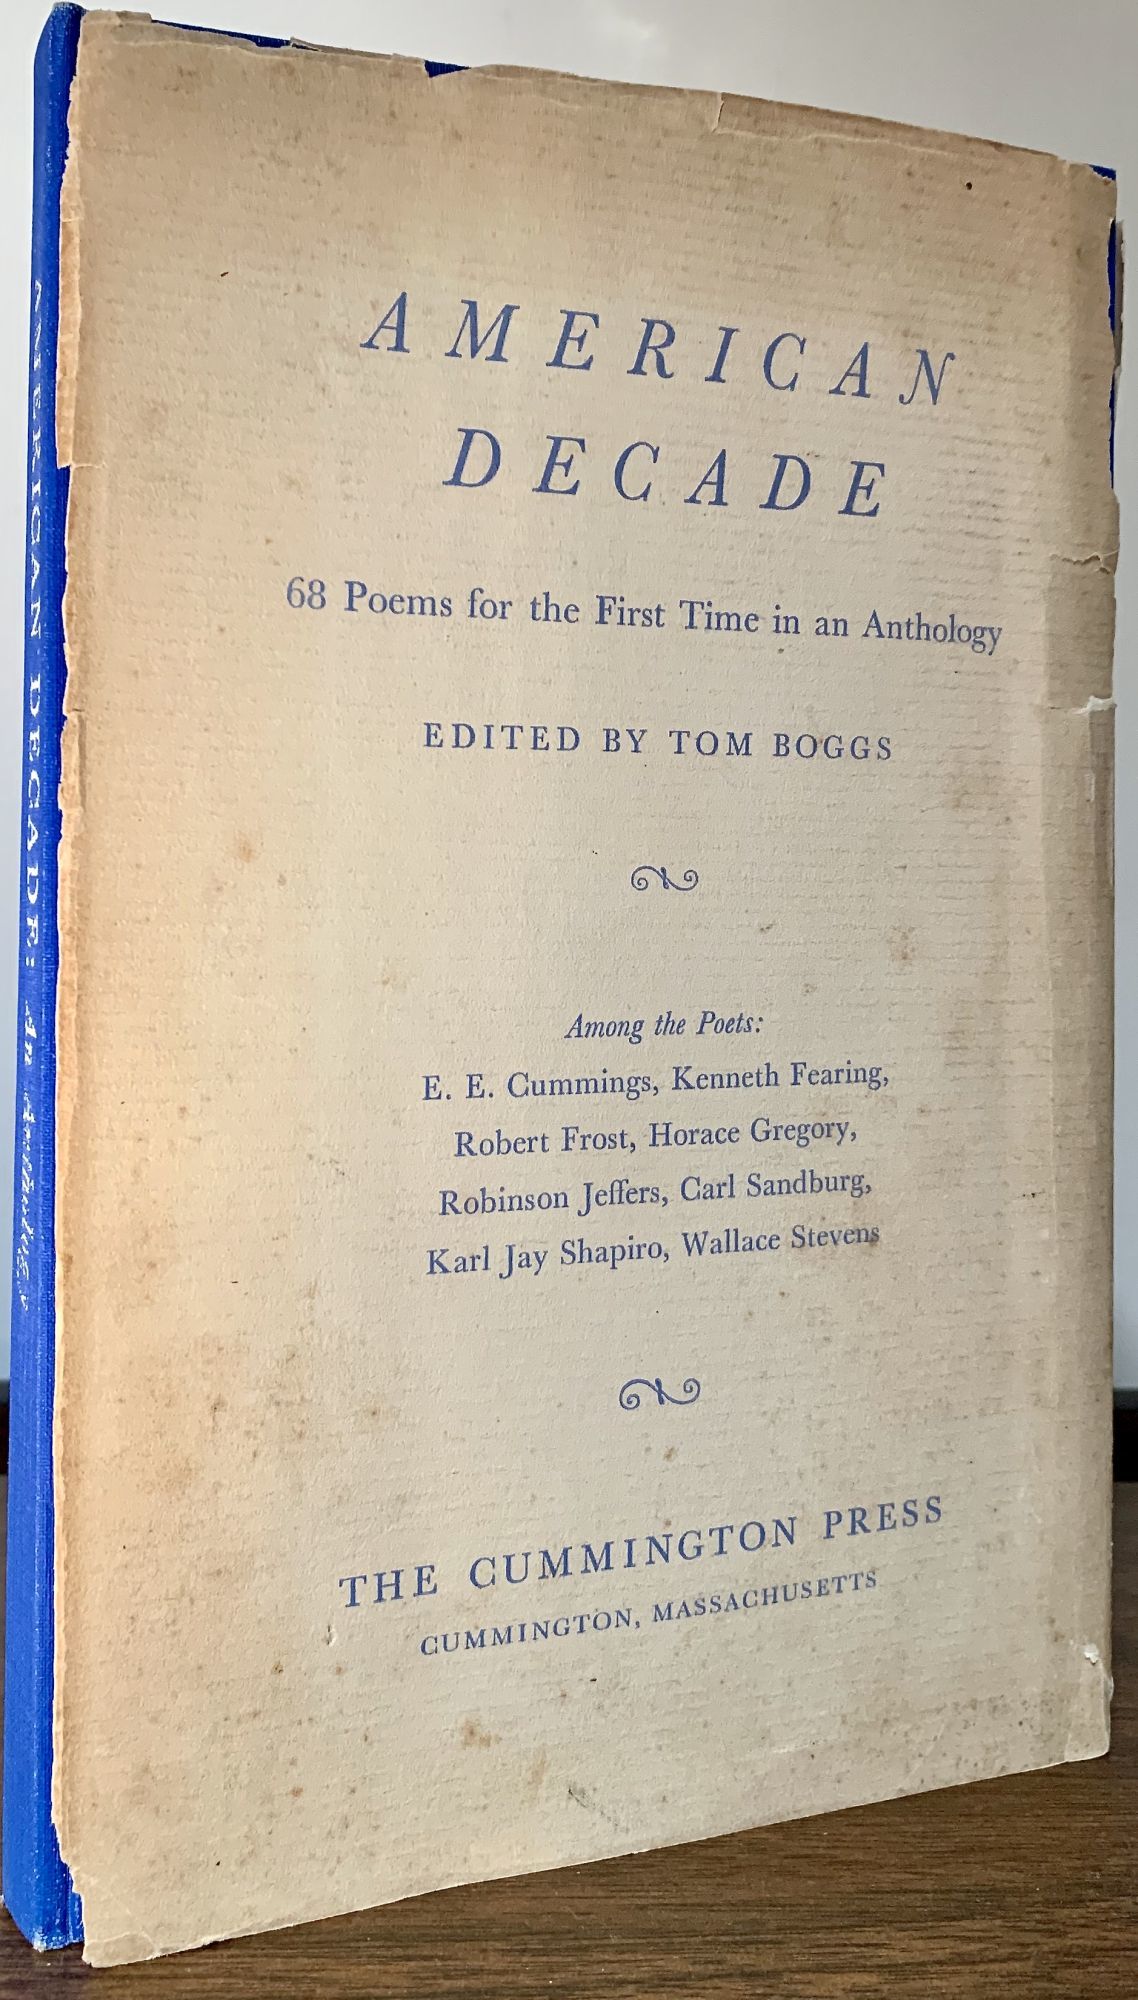 AMERICAN
DECADE
68 Poems for the First Time in an Anthology
EDITED BY TOM BOGGS
Among the Poets:
E. E. Cummings, Kenneth Fearing,
Robert Frost, Horace Gregory,
Robinson Jeffers, Carl Sandburg,
Karl Jay Shapiro, Wallace Stevens
THE CUMMINGTON PRESS
CUMMINGTON, MASSACHUSETTS
AMERICAN DECADE: An Anthology